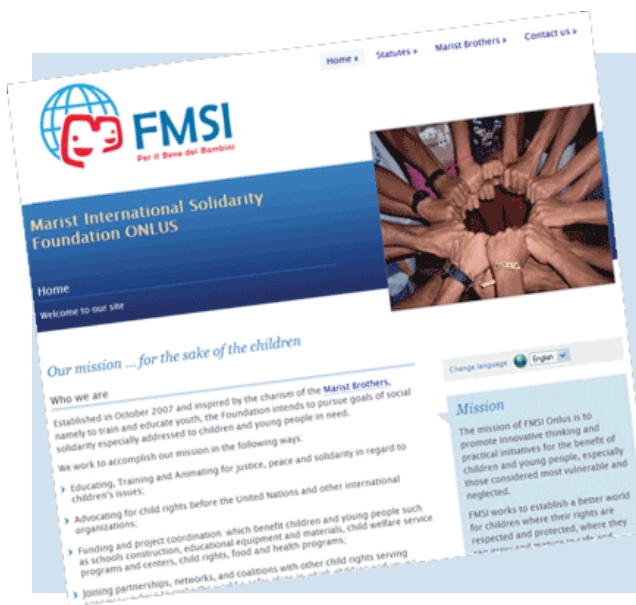 Home »
Statutes »
Marist Brothers »
Contact us »
FMSI
Per il Bene dei Bambini
Marist International Solidarity
Foundation ONLUS
Home
Welcome to our site
Our mission ... for the sake of the children
Who we are
Established in October 2007 and inspired by the charism of the Marist Brothers,
namely to train and educate youth, the Foundation intends to pursue goals of social
solidarity especially addressed to children and young people in need.
We work to accomplish our mission in the following ways:
Educating, Training and Animating for justice, peace and solidarity in regard to
children's issues;
Advocating for child rights before the United Nations and other international
organizations;
Funding and project coordination which benefit children and young people such
as schools construction, educational equipment and materials, child welfare service
programs and centers, child rights, food and health programs;
Joining partnerships, networks, and coalitions with other child rights serving
Change language
English
Mission
The mission of FMSI Onlus is to
promote innovative thinking and
practical initiatives for the benefit of
children and young people, especially
those considered most vulnerable and
neglected.
FMSI works to establish a better world
for children where their rights are
respected and protected, where they